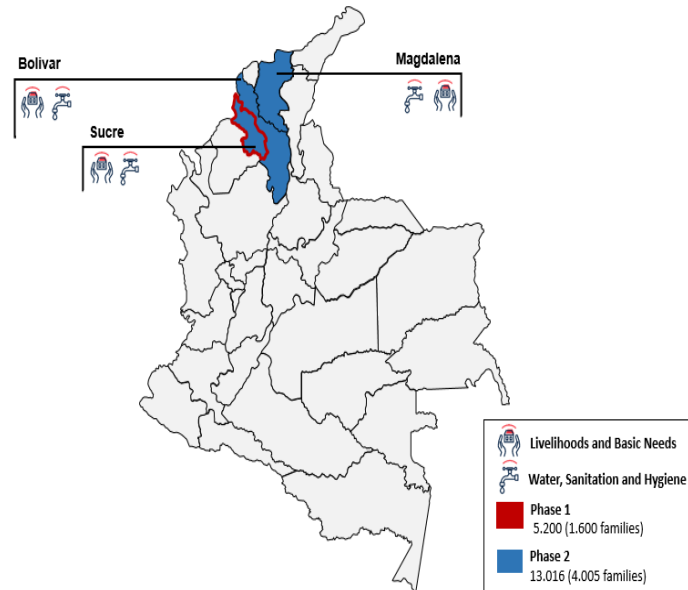 Bolivar
Magdalena
Sucre
Livelihoods and Basic Needs
Water, Sanitation and Hygiene
Phase 1
5.200 (1.600 families)
Phase 2
13.016 (4.005 families)